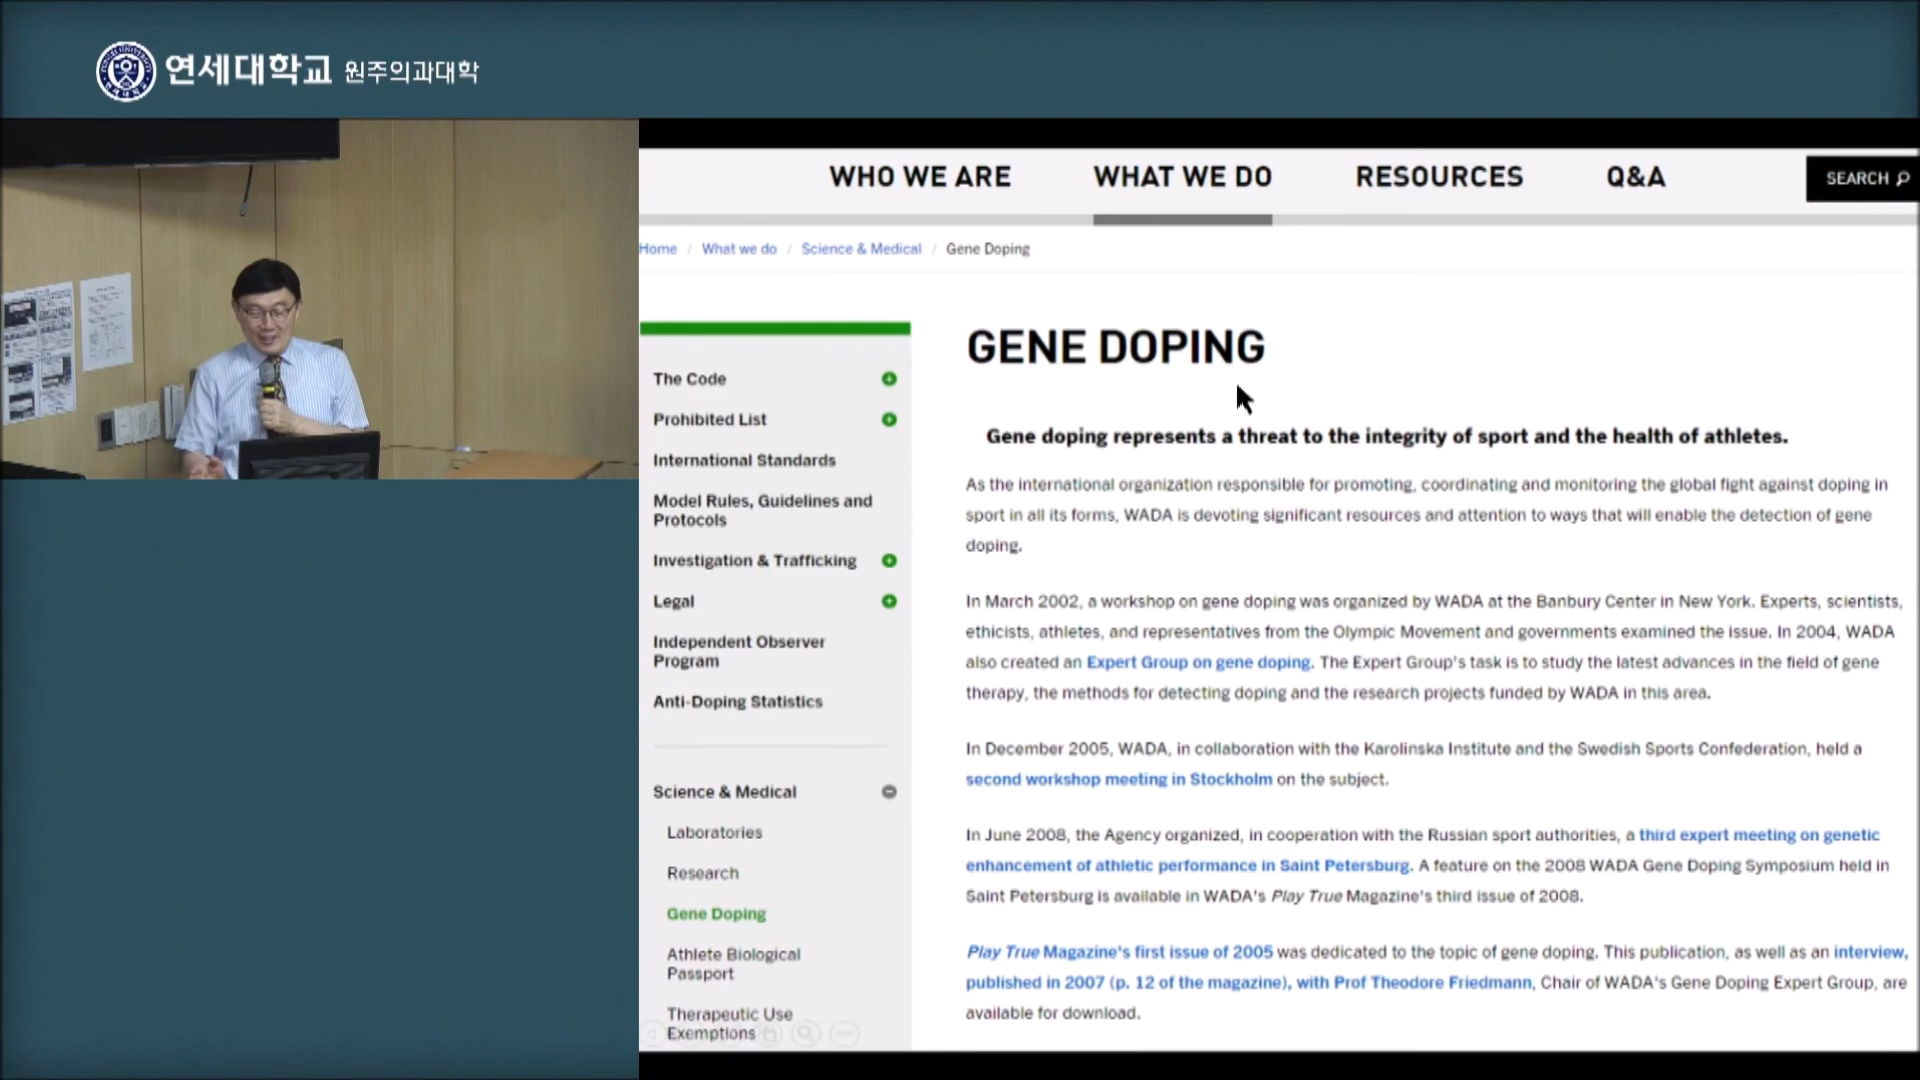 연세대학교 원주의과대학
WHO WE ARE
WHAT WE DO
RESOURCES
Q&A
SEARCH
Home / What we do / Science & Medical / Gene Doping
The Code
Prohibited List
International Standards
Model Rules, Guidelines and
Protocols
Investigation & Trafficking
Legal
Independent Observer
Program
Anti-Doping Statistics
Science & Medical
Laboratories
Research
Gene Doping
Athlete Biological
Passport
Therapeutic Use
Exemptions
GENE DOPING
Gene doping represents a threat to the integrity of sport and the health of athletes.
As the international organization responsible for promoting, coordinating and monitoring the global fight against doping in
sport in all its forms, WADA is devoting significant resources and attention to ways that will enable the detection of gene
doping.
In March 2002, a workshop on gene doping was organized by WADA at the Banbury Center in New York. Experts, scientists,
ethicists, athletes, and representatives from the Olympic Movement and governments examined the issue. In 2004, WADA
also created an Expert Group on gene doping. The Expert Group's task is to study the latest advances in the field of gene
therapy, the methods for detecting doping and the research projects funded by WADA in this area.
In December 2005, WADA, in collaboration with the Karolinska Institute and the Swedish Sports Confederation, held a
second workshop meeting in Stockholm on the subject.
In June 2008, the Agency organized, in cooperation with the Russian sport authorities, a third expert meeting on genetic
enhancement of athletic performance in Saint Petersburg. A feature on the 2008 WADA Gene Doping Symposium held in
Saint Petersburg is available in WADA's Play True Magazine's third issue of 2008.
Play True Magazine's first issue of 2005 was dedicated to the topic of gene doping. This publication, as well as an interview,
published in 2007 (p. 12 of the magazine), with Prof Theodore Friedmann, Chair of WADA's Gene Doping Expert Group, are
available for download.